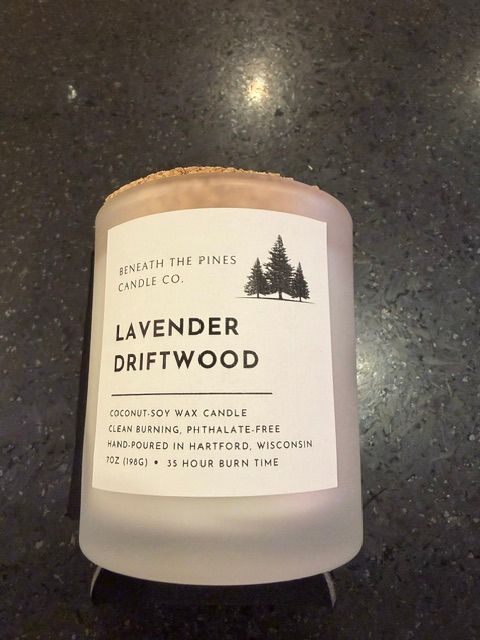 BENEATH THE PINES
CANDLE CO.
LAVENDER
DRIFTWOOD
COCONUT-SOY WAX CANDLE
CLEAN BURNING, PHTHALATE-FREE
HAND-POURED IN HARTFORD, WISCONSIN
7OZ (198G) • 35 HOUR BURN TIME